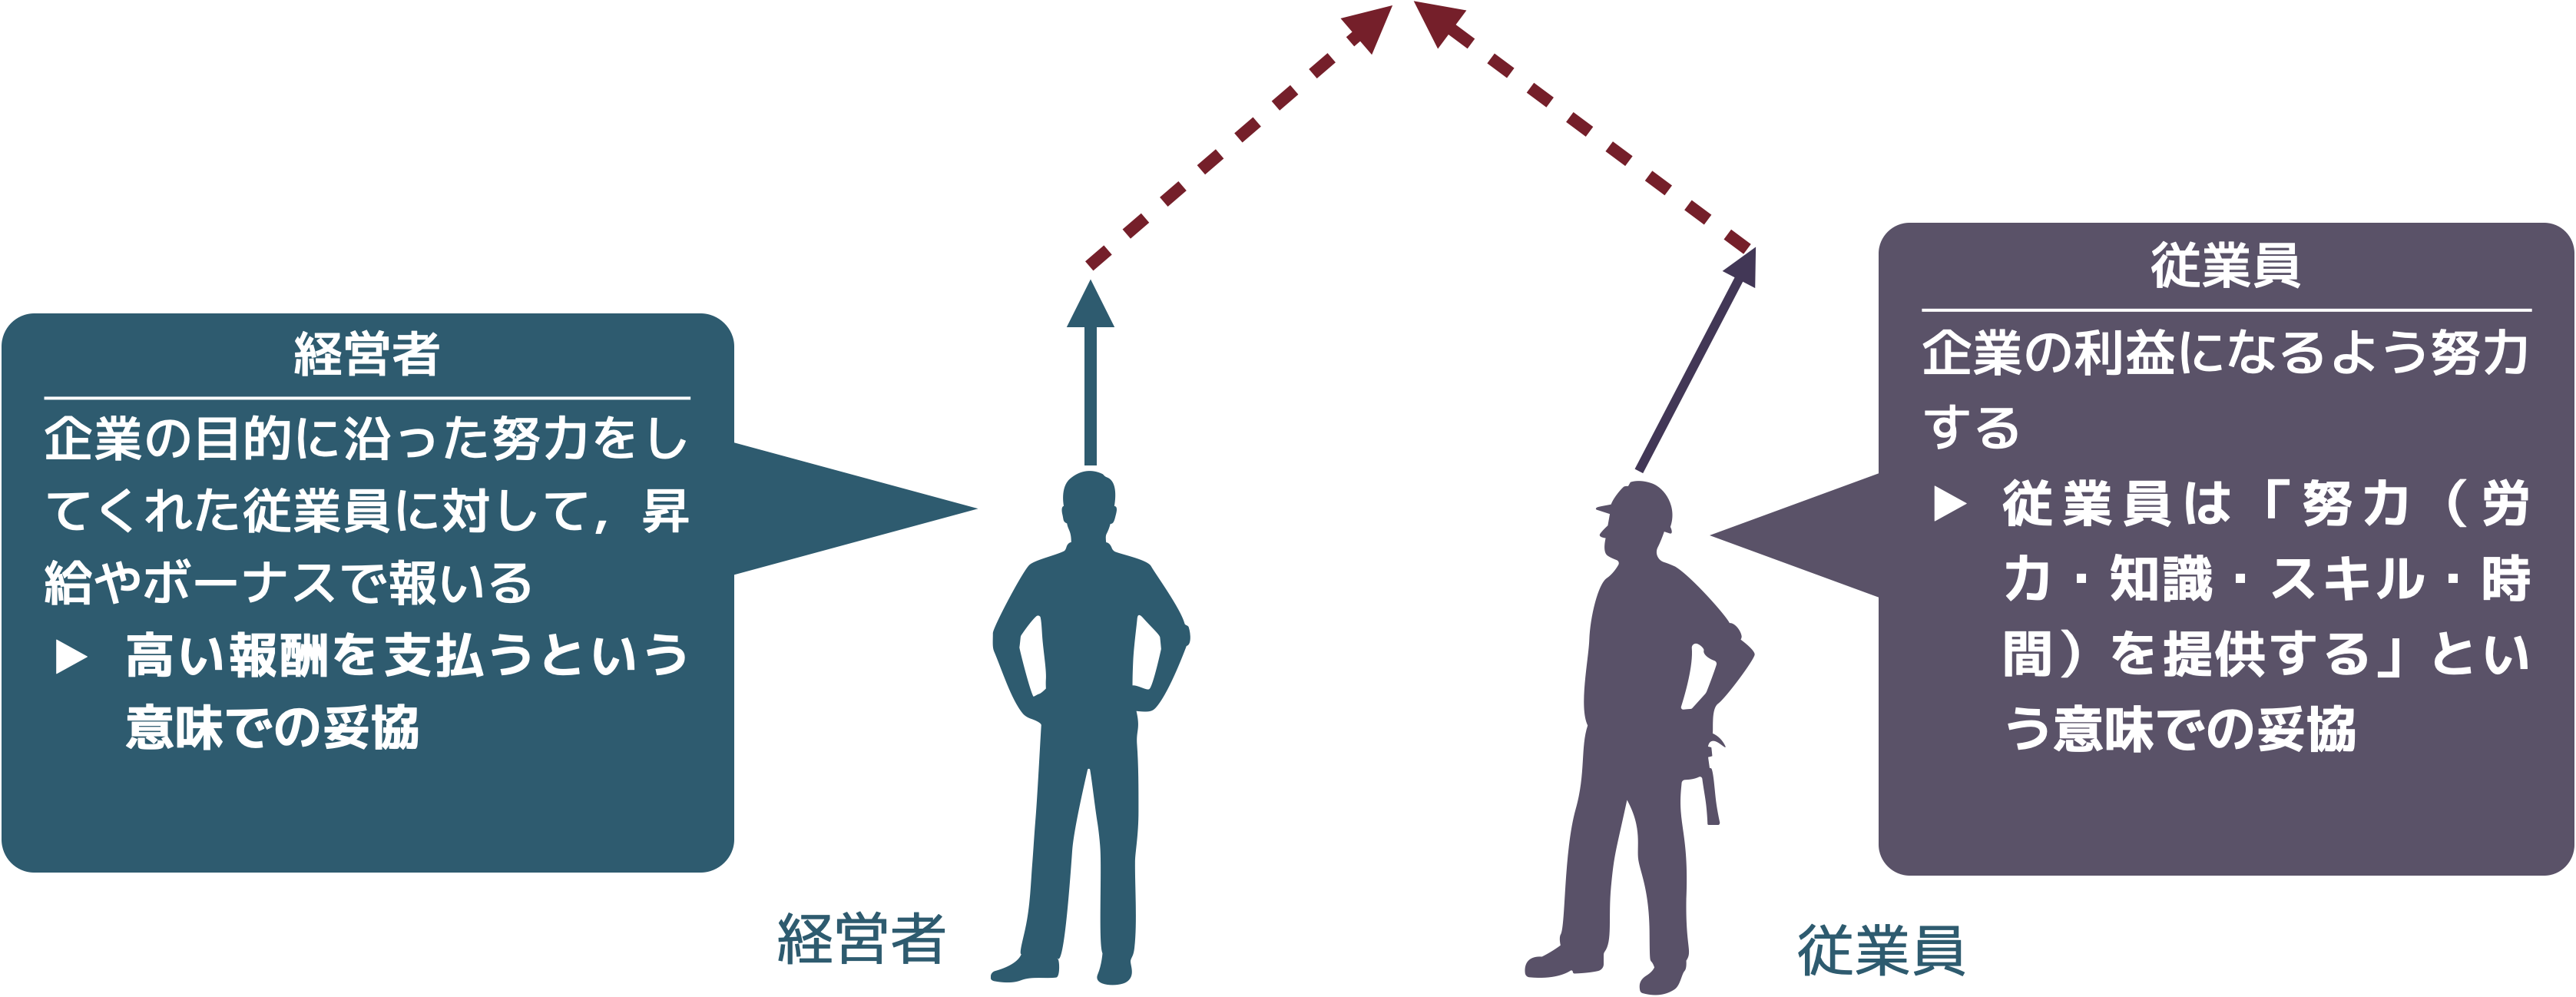 経営者
企業の目的に沿った努力をし
てくれた従業員に対して，昇
給やボーナスで報いる
▶ 高い報酬を支払うという
意味での妥協
経営者
従業員
企業の利益になるよう努力
する
▶ 従業員は「努力（労
力・知識・スキル・時
間）を提供する」とい
う意味での妥協
従業員